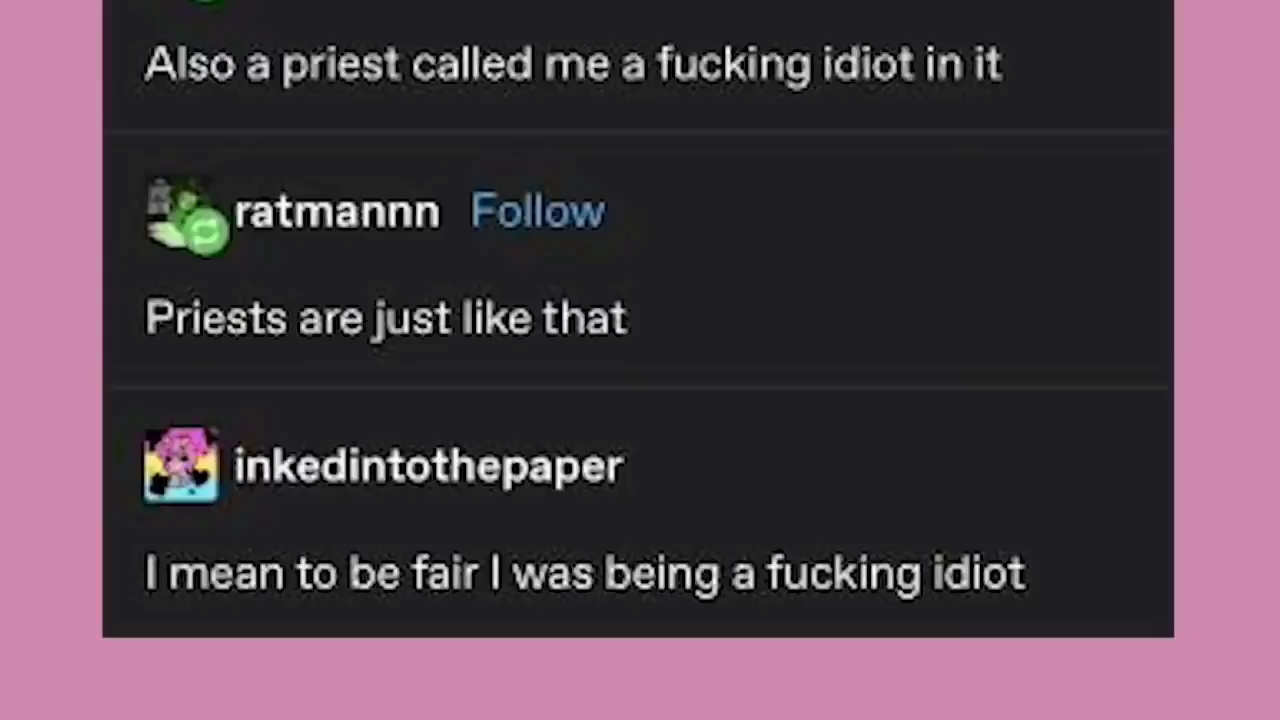 Also a priest called me a fucking idiot in it
ratmannn Follow
Priests are just like that
inkedintothepaper
I mean to be fair I was being a fucking idiot